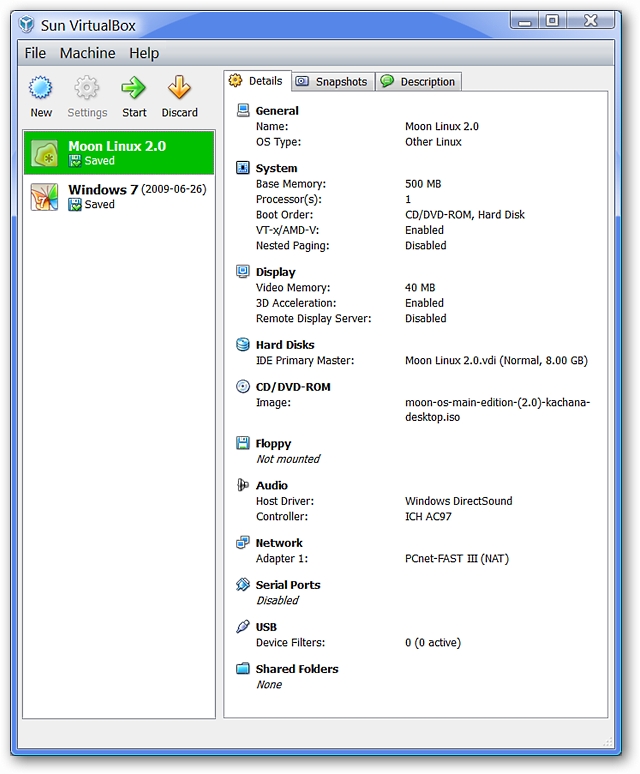 Sun VirtualBox
File Machine Help
New Settings Start Discard
Moon Linux 2.0
Saved
Windows 7 (2009-06-26)
Saved
Details Snapshots Description
General
Name: Moon Linux 2.0
OS Type: Other Linux
System
Base Memory: 500 MB
Processor(s): 1
Boot Order: CD/DVD-ROM, Hard Disk
VT-x/AMD-V: Enabled
Nested Paging: Disabled
Display
Video Memory: 40 MB
3D Acceleration: Enabled
Remote Display Server: Disabled
Hard Disks
IDE Primary Master: Moon Linux 2.0.vdi (Normal, 8.00 GB)
CD/DVD-ROM
Image: moon-os-main-edition-(2.0)-kachana-
desktop.iso
Floppy
Not mounted
Audio
Host Driver: Windows DirectSound
Controller: ICH AC97
Network
Adapter 1: PCnet-FAST III (NAT)
Serial Ports
Disabled
USB
Device Filters: 0 (0 active)
Shared Folders
None